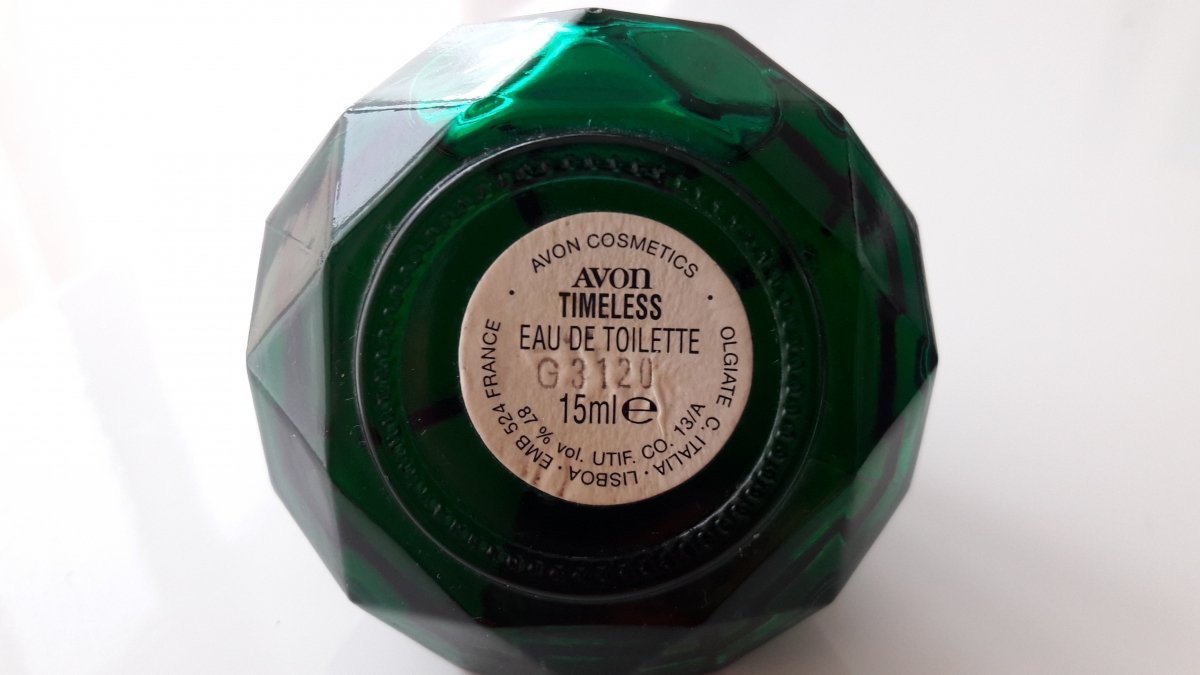 AVON COSMETICS
AVON
TIMELESS
EAU DE TOILETTE
G3120
15ml ℮
87 % vol. UTIF. CO. 13/A
OLGIATE C. ITALIA · LISBOA · EMB 524 FRANCE